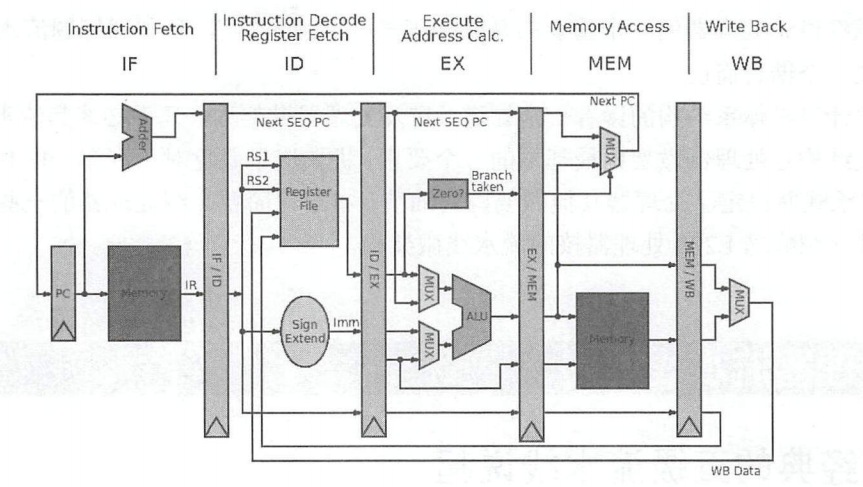 Instruction Fetch
IF
Instruction Decode
Register Fetch
ID
Execute
Address Calc.
EX
Memory Access
MEM
Write Back
WB
Next PC
Adder
Next SEQ PC
Next SEQ PC
MUX
RS1
RS2
Register
File
Branch
taken
Zero?
IF / ID
ID / EX
EX / MEM
MEM / WB
PC
Memory
IR
MUX
MUX
ALU
Sign
Extend
Imm
Memory
MUX
WB Data